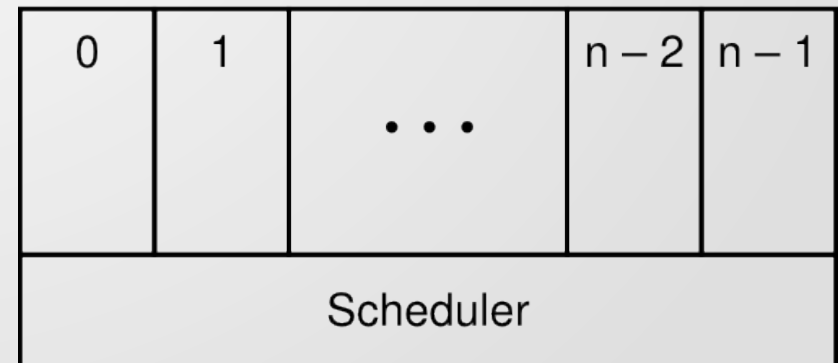 0 1 n – 2 n – 1
• • •
Scheduler